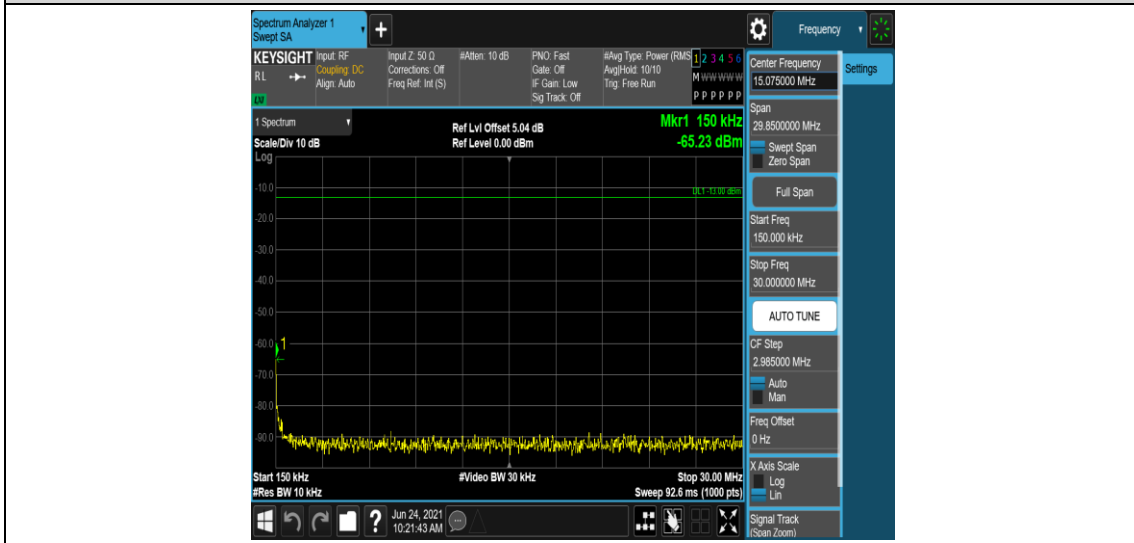 Spectrum Analyzer 1
Swept SA
+
Frequency
KEYSIGHT
RL
LXI
Input: RF
Coupling: DC
Align: Auto
Input Z: 50 Ω
Corrections: Off
Freq Ref: Int (S)
#Atten: 10 dB
PNO: Fast
Gate: Off
IF Gain: Low
Sig Track: Off
#Avg Type: Power (RMS
Avg|Hold: 10/10
Trig: Free Run
1 2 3 4 5 6
M W W W W W
P P P P P P
1 Spectrum
Scale/Div 10 dB
Log
Ref Lvl Offset 5.04 dB
Ref Level 0.00 dBm
Mkr1 150 kHz
-65.23 dBm
DL1 -13.00 dBm
-10.0
-20.0
-30.0
-40.0
-50.0
-60.0
1
-70.0
-80.0
-90.0
Start 150 kHz
#Res BW 10 kHz
#Video BW 30 kHz
Stop 30.00 MHz
Sweep 92.6 ms (1000 pts)
Center Frequency
15.075000 MHz
Settings
Span
29.8500000 MHz
Swept Span
Zero Span
Full Span
Start Freq
150.000 kHz
Stop Freq
30.000000 MHz
AUTO TUNE
CF Step
2.985000 MHz
Auto
Man
Freq Offset
0 Hz
X Axis Scale
Log
Lin
Signal Track
(Span Zoom)
?
Jun 24, 2021
10:21:43 AM